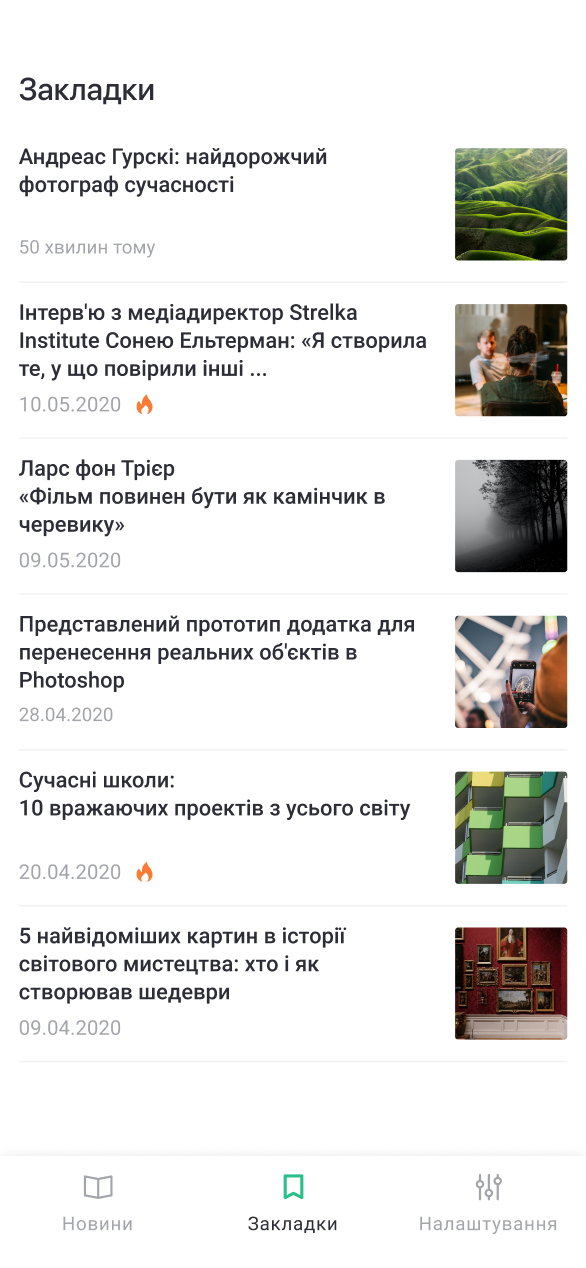 Закладки
Андреас Гурскі: найдорожчий
фотограф сучасності
50 хвилин тому
Інтерв'ю з медіадиректор Strelka
Institute Сонею Ельтерман: «Я створила
те, у що повірили інші ...
10.05.2020
Ларс фон Трієр
«Фільм повинен бути як камінчик в
черевику»
09.05.2020
Представлений прототип додатка для
перенесення реальних об'єктів в
Photoshop
28.04.2020
Сучасні школи:
10 вражаючих проектів з усього світу
20.04.2020
5 найвідоміших картин в історії
світового мистецтва: хто і як
створював шедеври
09.04.2020
Новини
Закладки
Налаштування